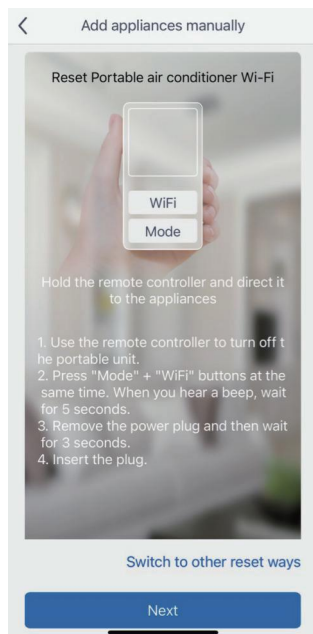 Add appliances manually
Reset Portable air conditioner Wi-Fi
WiFi
Mode
Hold the remote controller and direct it
to the appliances
1. Use the remote controller to turn off t
he portable unit.
2. Press "Mode" + "WiFi" buttons at the
same time. When you hear a beep, wait
for 5 seconds.
3. Remove the power plug and then wait
for 3 seconds.
4. Insert the plug.
Switch to other reset ways
Next